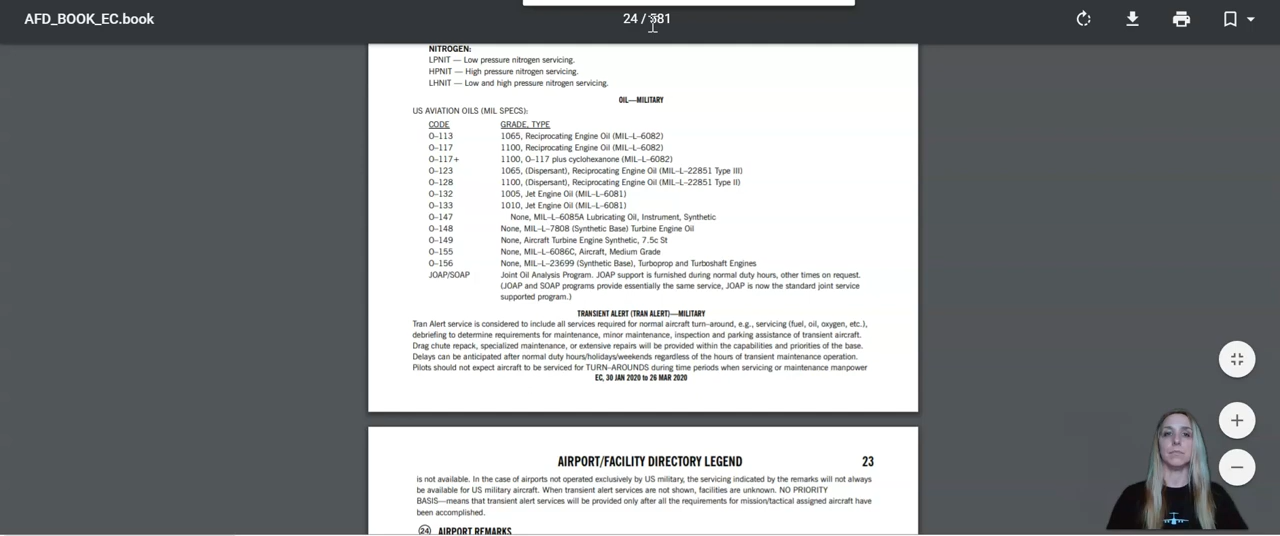 AFD_BOOK_EC.book
24 / 581
NITROGEN:
LPNIT — Low pressure nitrogen servicing.
HPNIT — High pressure nitrogen servicing.
LHNIT — Low and high pressure nitrogen servicing.
OIL—MILITARY
US AVIATION OILS (MIL SPECS):
CODE GRADE, TYPE
O–113 1065, Reciprocating Engine Oil (MIL–L–6082)
O–117 1100, Reciprocating Engine Oil (MIL–L–6082)
O–117+ 1100, O–117 plus cyclohexanone (MIL–L–6082)
O–123 1065, (Dispersant), Reciprocating Engine Oil (MIL–L–22851 Type III)
O–128 1100, (Dispersant), Reciprocating Engine Oil (MIL–L–22851 Type II)
O–132 1005, Jet Engine Oil (MIL–L–6081)
O–133 1010, Jet Engine Oil (MIL–L–6081)
O–147 None, MIL–L–6085A Lubricating Oil, Instrument, Synthetic
O–148 None, MIL–L–7808 (Synthetic Base) Turbine Engine Oil
O–149 None, Aircraft Turbine Engine Synthetic, 7.5c St
O–155 None, MIL–L–6086C, Aircraft, Medium Grade
O–156 None, MIL–L–23699 (Synthetic Base), Turboprop and Turboshaft Engines
JOAP/SOAP Joint Oil Analysis Program. JOAP support is furnished during normal duty hours, other times on request.
(JOAP and SOAP programs provide essentially the same service, JOAP is now the standard joint service
supported program.)
TRANSIENT ALERT (TRAN ALERT)—MILITARY
Tran Alert service is considered to include all services required for normal aircraft turn–around, e.g., servicing (fuel, oil, oxygen, etc.),
debriefing to determine requirements for maintenance, minor maintenance, inspection and parking assistance of transient aircraft.
Drag chute repack, specialized maintenance, or extensive repairs will be provided within the capabilities and priorities of the base.
Delays can be anticipated after normal duty hours/holidays/weekends regardless of the hours of transient maintenance operation.
Pilots should not expect aircraft to be serviced for TURN–AROUNDS during time periods when servicing or maintenance manpower
EC, 30 JAN 2020 to 26 MAR 2020
AIRPORT/FACILITY DIRECTORY LEGEND 23
is not available. In the case of airports not operated exclusively by US military, the servicing indicated by the remarks will not always
be available for US military aircraft. When transient alert services are not shown, facilities are unknown. NO PRIORITY
BASIS—means that transient alert services will be provided only after all the requirements for mission/tactical assigned aircraft have
been accomplished.
24 AIRPORT REMARKS